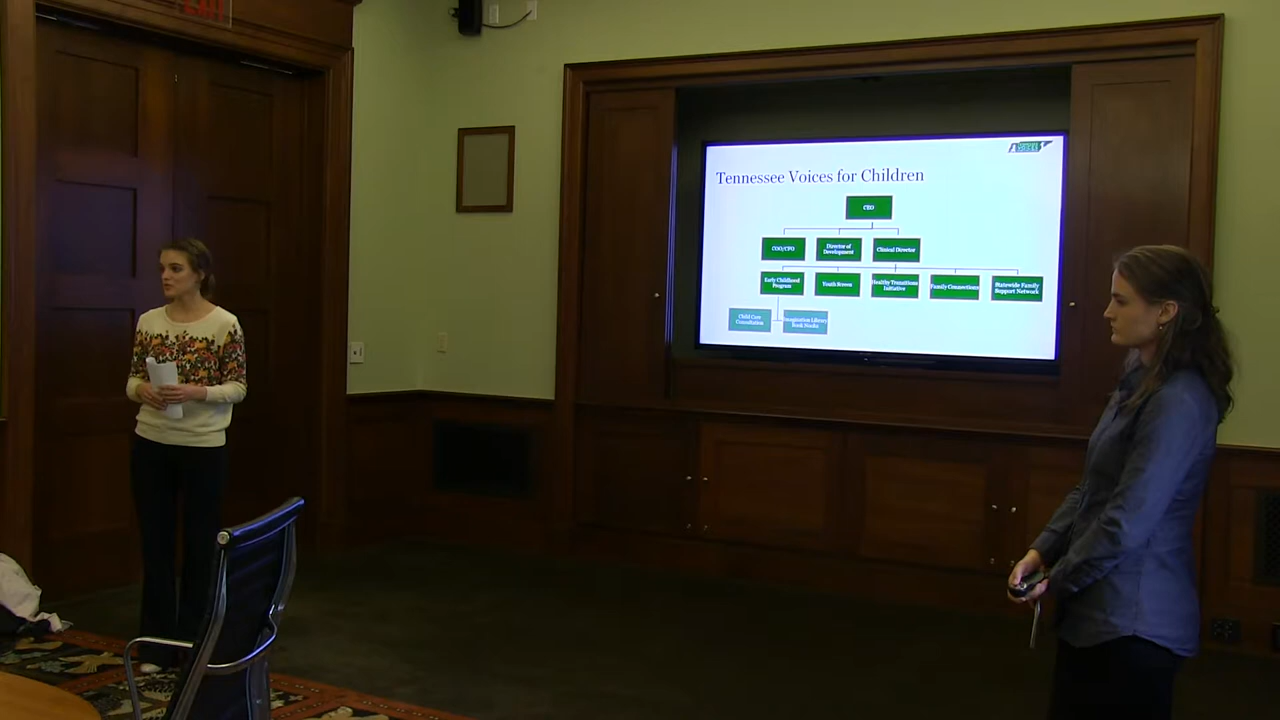 EXIT
Tennessee Voices for Children
CEO
COO/CFO
Director of
Development
Clinical Director
Early Childhood
Program
Youth Screen
Healthy Transitions
Initiative
Family Connections
Statewide Family
Support Network
Child Care
Consultation
Imagination Library
Book Nooks